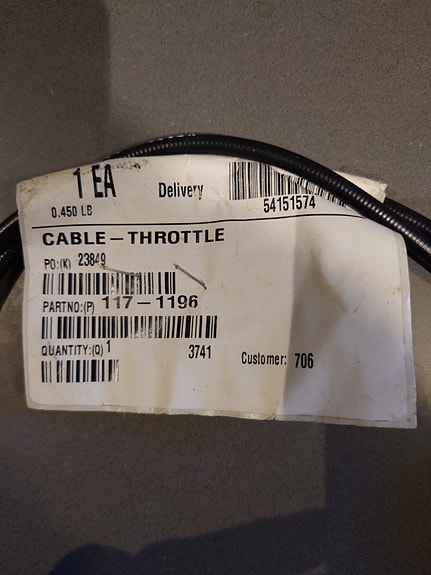 1 EA
Delivery
0.450 LB
54151574
CABLE-THROTTLE
PO:(K) 23849
PARTNO:(P) 117-1196
QUANTITY:(Q) 1
3741
Customer: 706